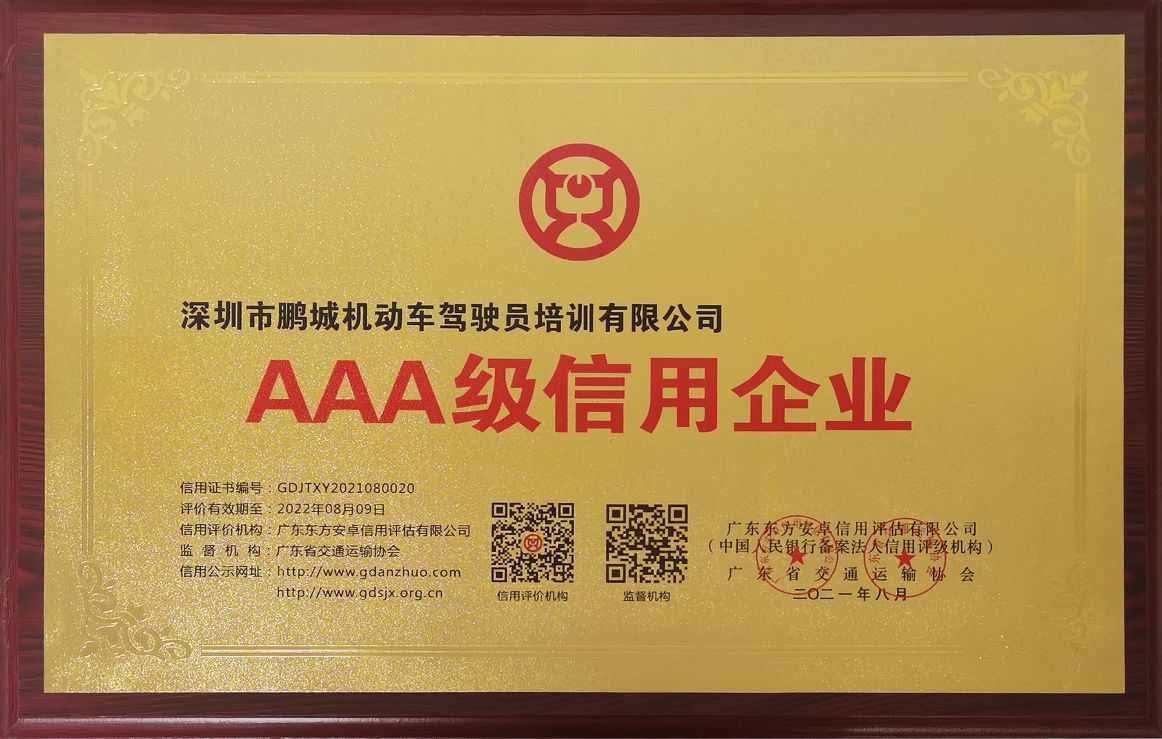 深圳市鹏城机动车驾驶员培训有限公司
AAA级信用企业
信用证书编号：GDJTXY2021080020
评价有效期至：2022年08月09日
信用评价机构：广东东方安卓信用评估有限公司
监督机构：广东省交通运输协会
信用公示网址：http://www.gdanzhuo.com
http://www.gdsjx.org.cn
信用评价机构
监督机构
广东东方安卓信用评估有限公司
（中国人民银行备案法人信用评级机构）
广东省交通运输协会
二〇二一年八月